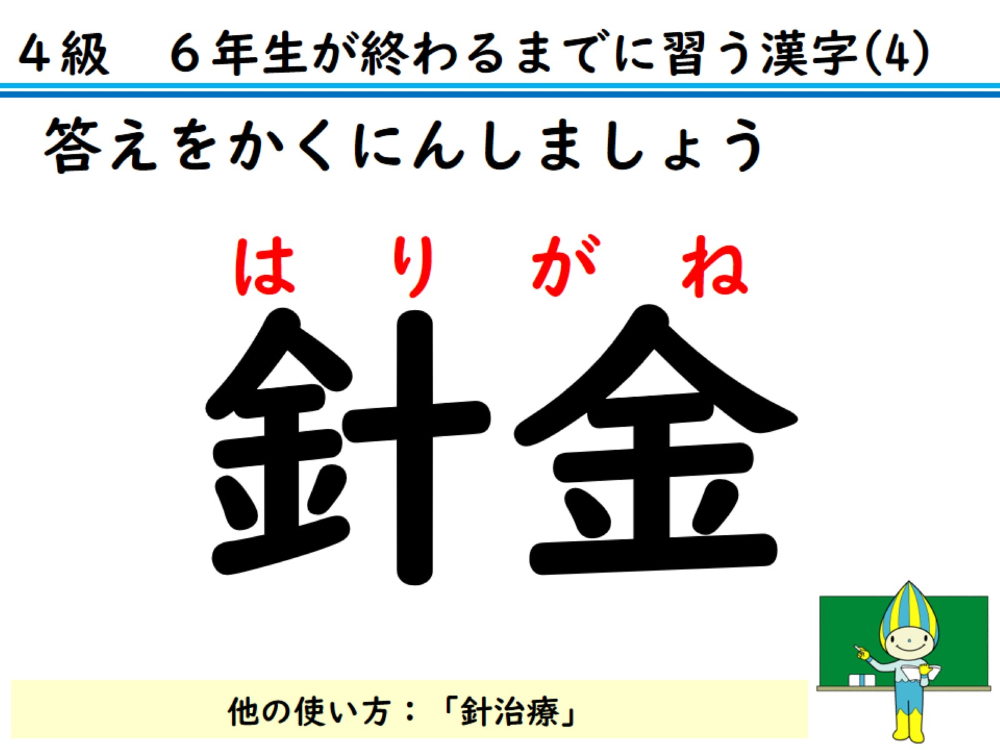 ４級　６年生が終わるまでに習う漢字(4)
答えをかくにんしましょう
はりがね
針金
他の使い方：「針治療」